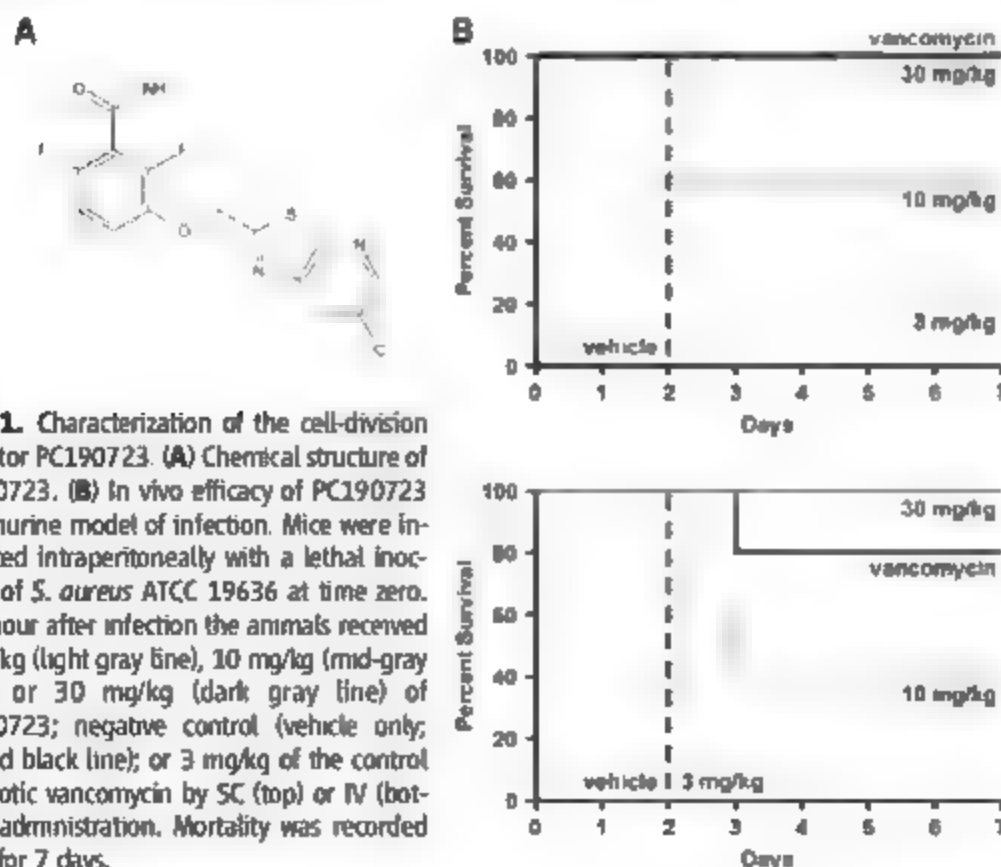 A
O
NH
F
F
O
S
N
N
Cl
1. Characterization of the cell-division
tor PC190723. (A) Chemical structure of
0723. (B) In vivo efficacy of PC190723
nurine model of infection. Mice were in-
ted intraperitoneally with a lethal inoc-
of S. aureus ATCC 19636 at time zero.
hour after infection the animals received
kg (light gray line), 10 mg/kg (mid-gray
or 30 mg/kg (dark gray line) of
0723; negative control (vehicle only;
d black line); or 3 mg/kg of the control
otic vancomycin by SC (top) or IV (bot-
admnistration. Mortality was recorded
for 7 days.
B
Percent Survival
100
80
60
40
20
0
vancomycin
30 mg/kg
10 mg/kg
3 mg/kg
vehicle
0 1 2 3 4 5 6 7
Days
Percent Survival
100
80
60
40
20
0
30 mg/kg
vancomycin
10 mg/kg
vehicle
3 mg/kg
0 1 2 3 4 5 6 7
Days